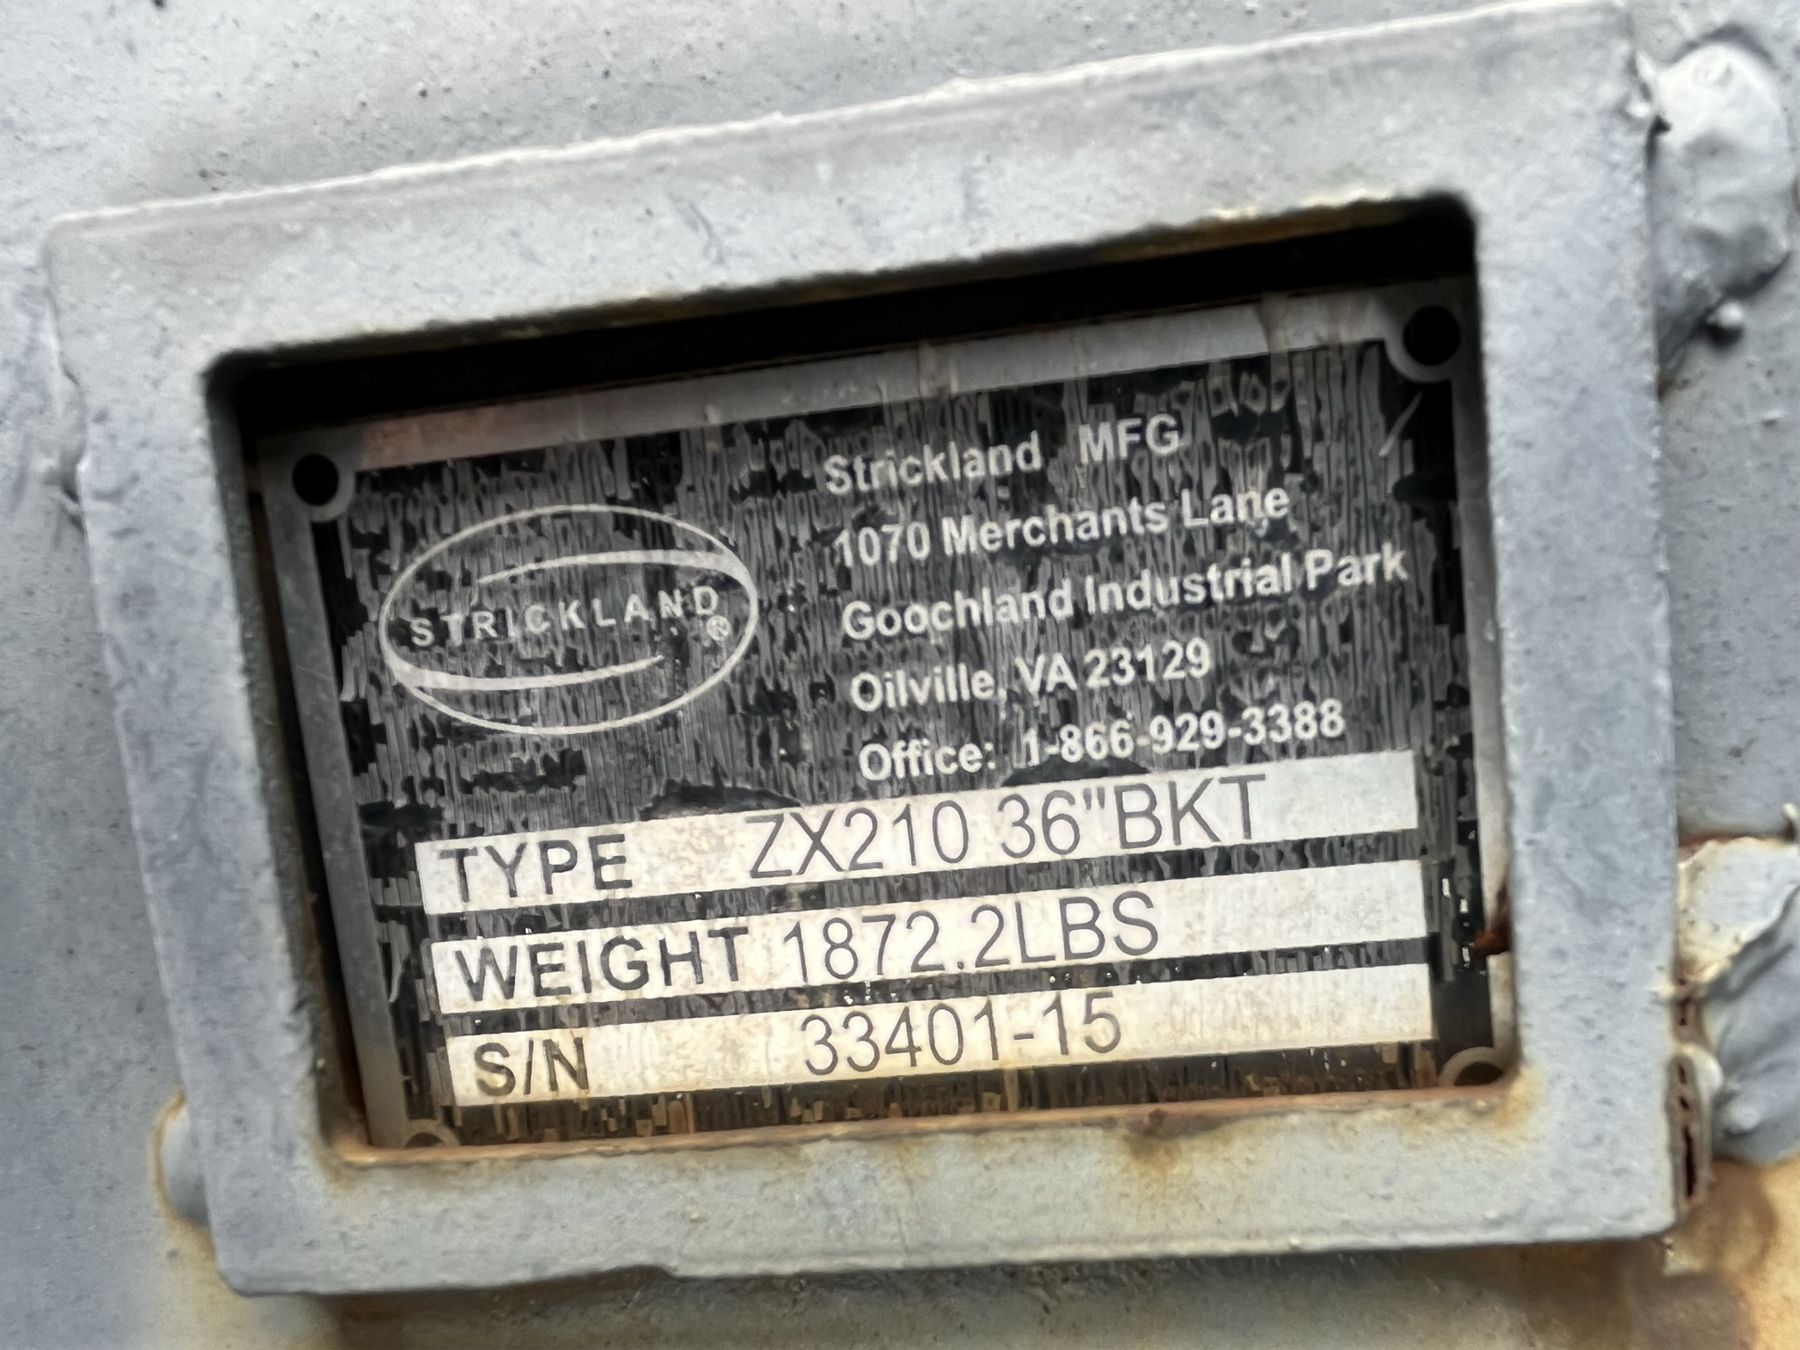 STRICKLAND®
Strickland MFG
1070 Merchants Lane
Goochland Industrial Park
Oilville, VA 23129
Office: 1-866-929-3388
TYPE ZX210 36"BKT
WEIGHT 1872.2LBS
S/N 33401-15